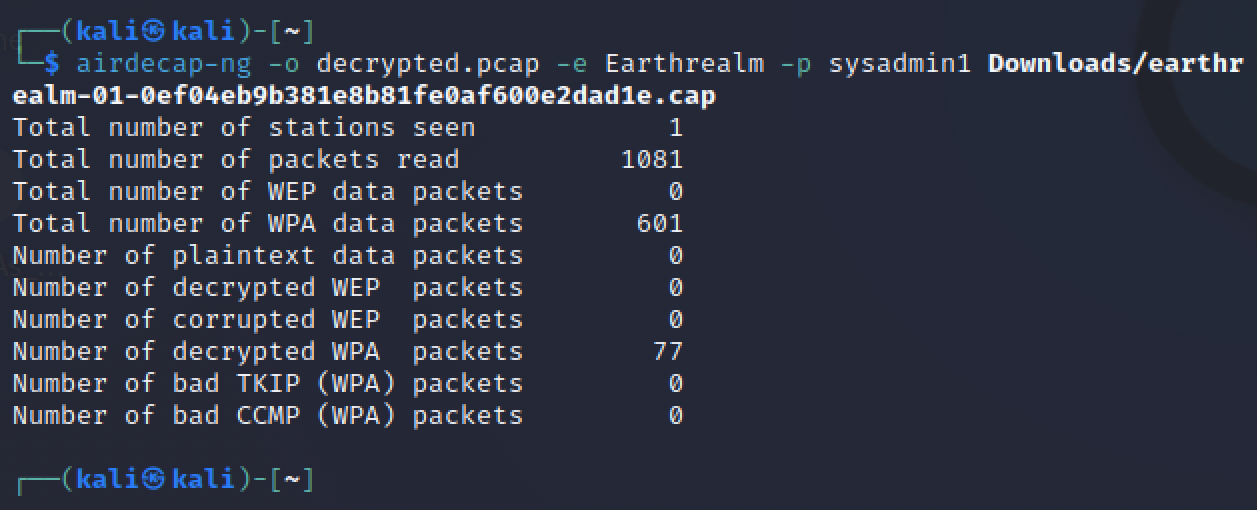 ┌──(kali㉿kali)-[~]
└─$ airdecap-ng -o decrypted.pcap -e Earthrealm -p sysadmin1 Downloads/earthr
ealm-01-0ef04eb9b381e8b81fe0af600e2dad1e.cap
Total number of stations seen            1
Total number of packets read          1081
Total number of WEP data packets         0
Total number of WPA data packets       601
Number of plaintext data packets         0
Number of decrypted WEP  packets         0
Number of corrupted WEP  packets         0
Number of decrypted WPA  packets        77
Number of bad TKIP (WPA) packets         0
Number of bad CCMP (WPA) packets         0
┌──(kali㉿kali)-[~]